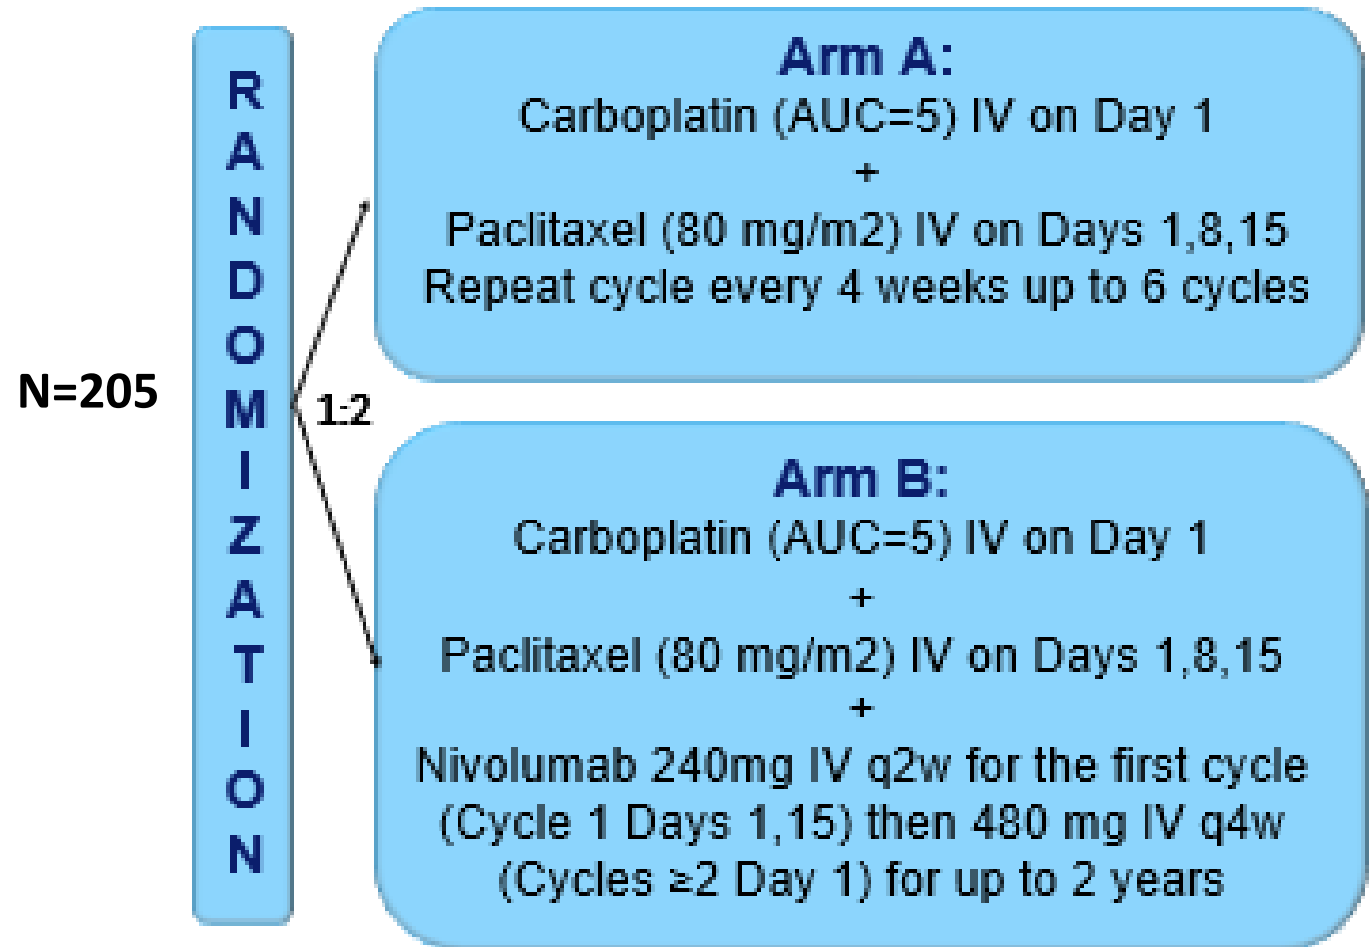 N=205
RANDOMIZATION
1:2
Arm A:
Carboplatin (AUC=5) IV on Day 1
+
Paclitaxel (80 mg/m2) IV on Days 1,8,15
Repeat cycle every 4 weeks up to 6 cycles
Arm B:
Carboplatin (AUC=5) IV on Day 1
+
Paclitaxel (80 mg/m2) IV on Days 1,8,15
+
Nivolumab 240mg IV q2w for the first cycle
(Cycle 1 Days 1,15) then 480 mg IV q4w
(Cycles ≥2 Day 1) for up to 2 years